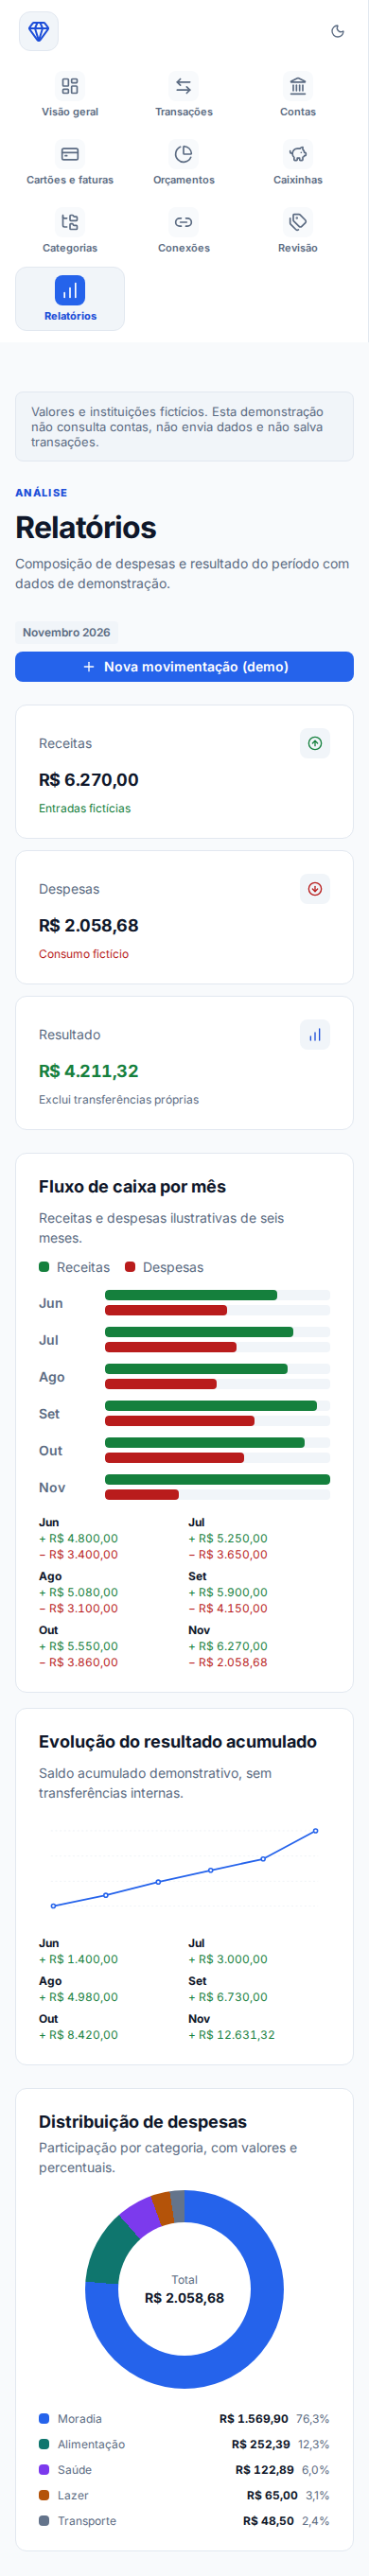 Visão geral
Transações
Contas
Cartões e faturas
Orçamentos
Caixinhas
Categorias
Conexões
Revisão
Relatórios
Valores e instituições fictícios. Esta demonstração
não consulta contas, não envia dados e não salva
transações.
ANÁLISE
Relatórios
Composição de despesas e resultado do período com
dados de demonstração.
Novembro 2026
Nova movimentação (demo)
Receitas
R$ 6.270,00
Entradas fictícias
Despesas
R$ 2.058,68
Consumo fictício
Resultado
R$ 4.211,32
Exclui transferências próprias
Fluxo de caixa por mês
Receitas e despesas ilustrativas de seis
meses.
Receitas Despesas
Jun
Jul
Ago
Set
Out
Nov
Jun
+ R$ 4.800,00
− R$ 3.400,00
Jul
+ R$ 5.250,00
− R$ 3.650,00
Ago
+ R$ 5.080,00
− R$ 3.100,00
Set
+ R$ 5.900,00
− R$ 4.150,00
Out
+ R$ 5.550,00
− R$ 3.860,00
Nov
+ R$ 6.270,00
− R$ 2.058,68
Evolução do resultado acumulado
Saldo acumulado demonstrativo, sem
transferências internas.
Jun
+ R$ 1.400,00
Jul
+ R$ 3.000,00
Ago
+ R$ 4.980,00
Set
+ R$ 6.730,00
Out
+ R$ 8.420,00
Nov
+ R$ 12.631,32
Distribuição de despesas
Participação por categoria, com valores e
percentuais.
Total
R$ 2.058,68
Moradia R$ 1.569,90 76,3%
Alimentação R$ 252,39 12,3%
Saúde R$ 122,89 6,0%
Lazer R$ 65,00 3,1%
Transporte R$ 48,50 2,4%